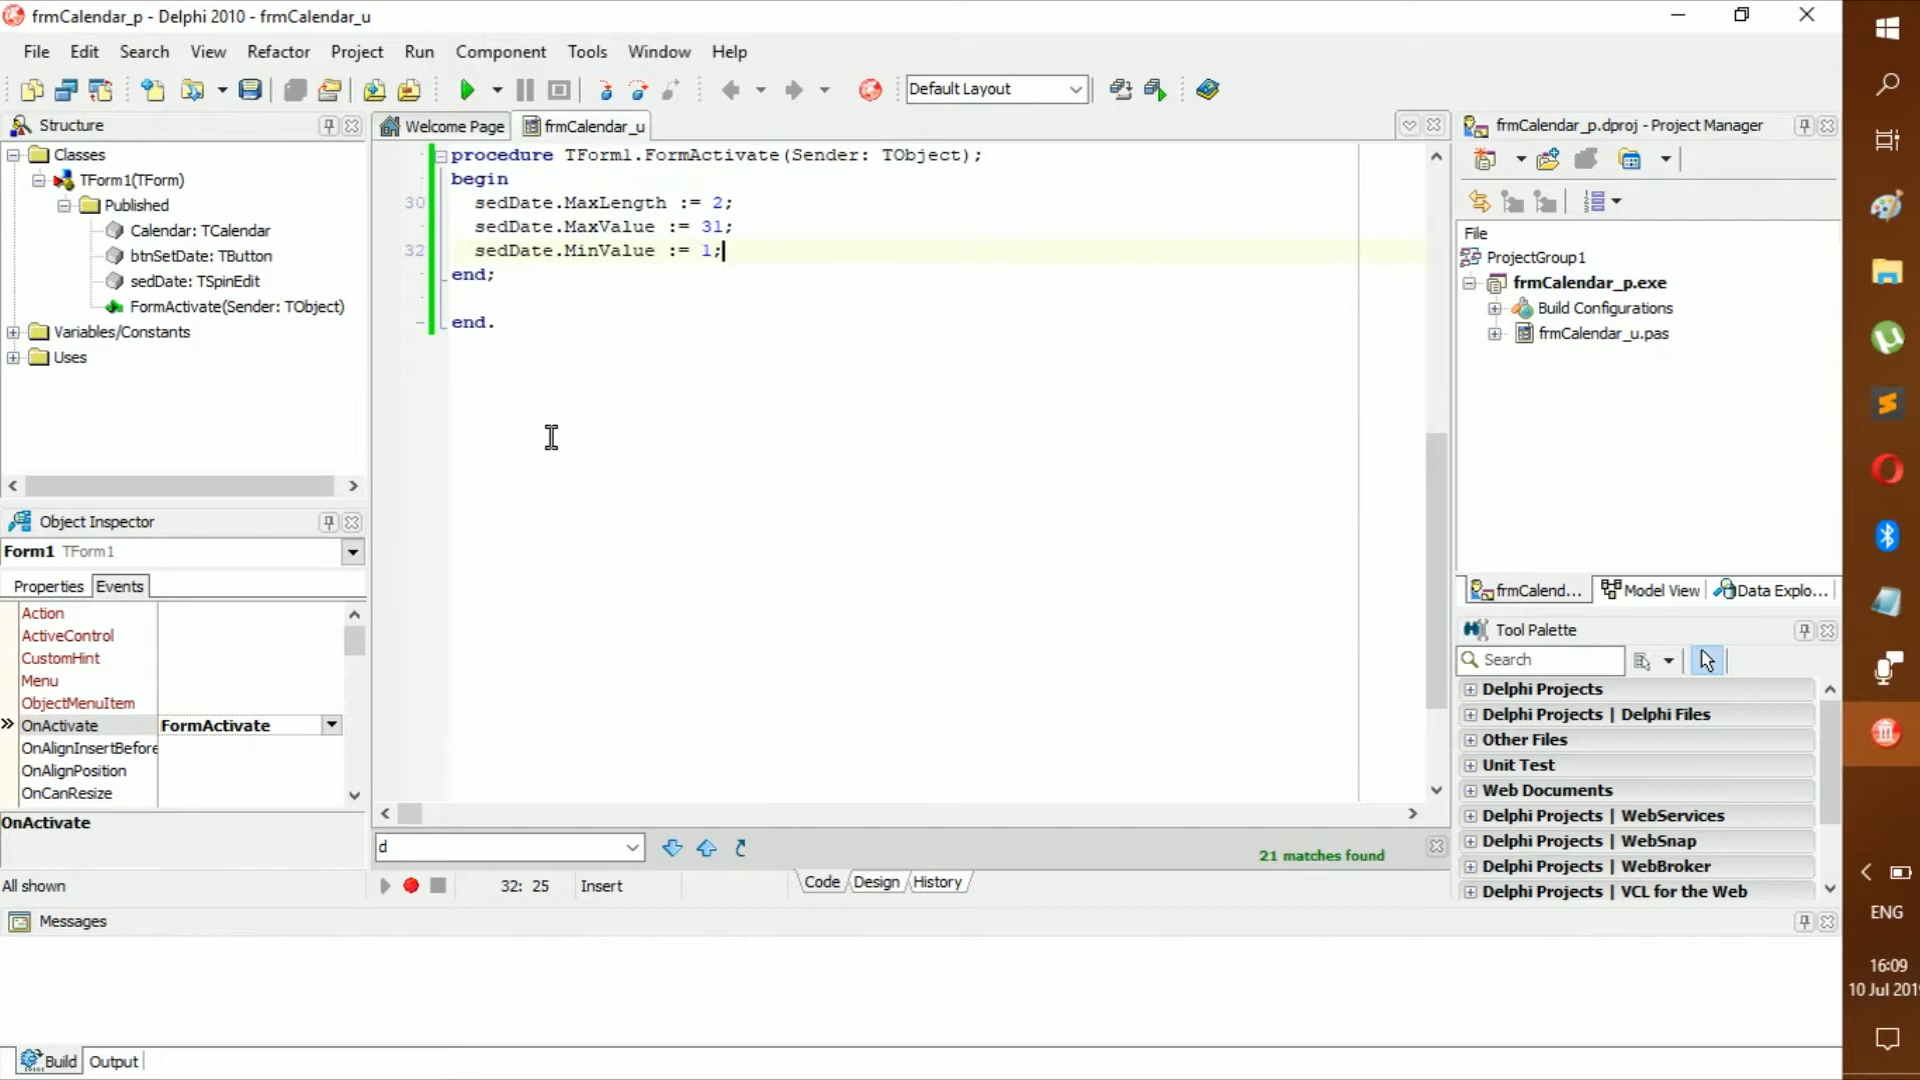 frmCalendar_p - Delphi 2010 - frmCalendar_u
File Edit Search View Refactor Project Run Component Tools Window Help
Default Layout
Structure
Classes
TForm1(TForm)
Published
Calendar: TCalendar
btnSetDate: TButton
sedDate: TSpinEdit
FormActivate(Sender: TObject)
Variables/Constants
Uses
Object Inspector
Form1 TForm1
Properties Events
Action
ActiveControl
CustomHint
Menu
ObjectMenuItem
OnActivate FormActivate
OnAlignInsertBefore
OnAlignPosition
OnCanResize
OnActivate
All shown
Welcome Page frmCalendar_u
procedure TForm1.FormActivate(Sender: TObject);
begin
30 sedDate.MaxLength := 2;
sedDate.MaxValue := 31;
32 sedDate.MinValue := 1;
end;
end.
d
21 matches found
32: 25 Insert
Code Design History
frmCalendar_p.dproj - Project Manager
File
ProjectGroup1
frmCalendar_p.exe
Build Configurations
frmCalendar_u.pas
frmCalend... Model View Data Explo...
Tool Palette
Search
Delphi Projects
Delphi Projects | Delphi Files
Other Files
Unit Test
Web Documents
Delphi Projects | WebServices
Delphi Projects | WebSnap
Delphi Projects | WebBroker
Delphi Projects | VCL for the Web
Messages
Build Output
ENG
16:09
10 Jul 201